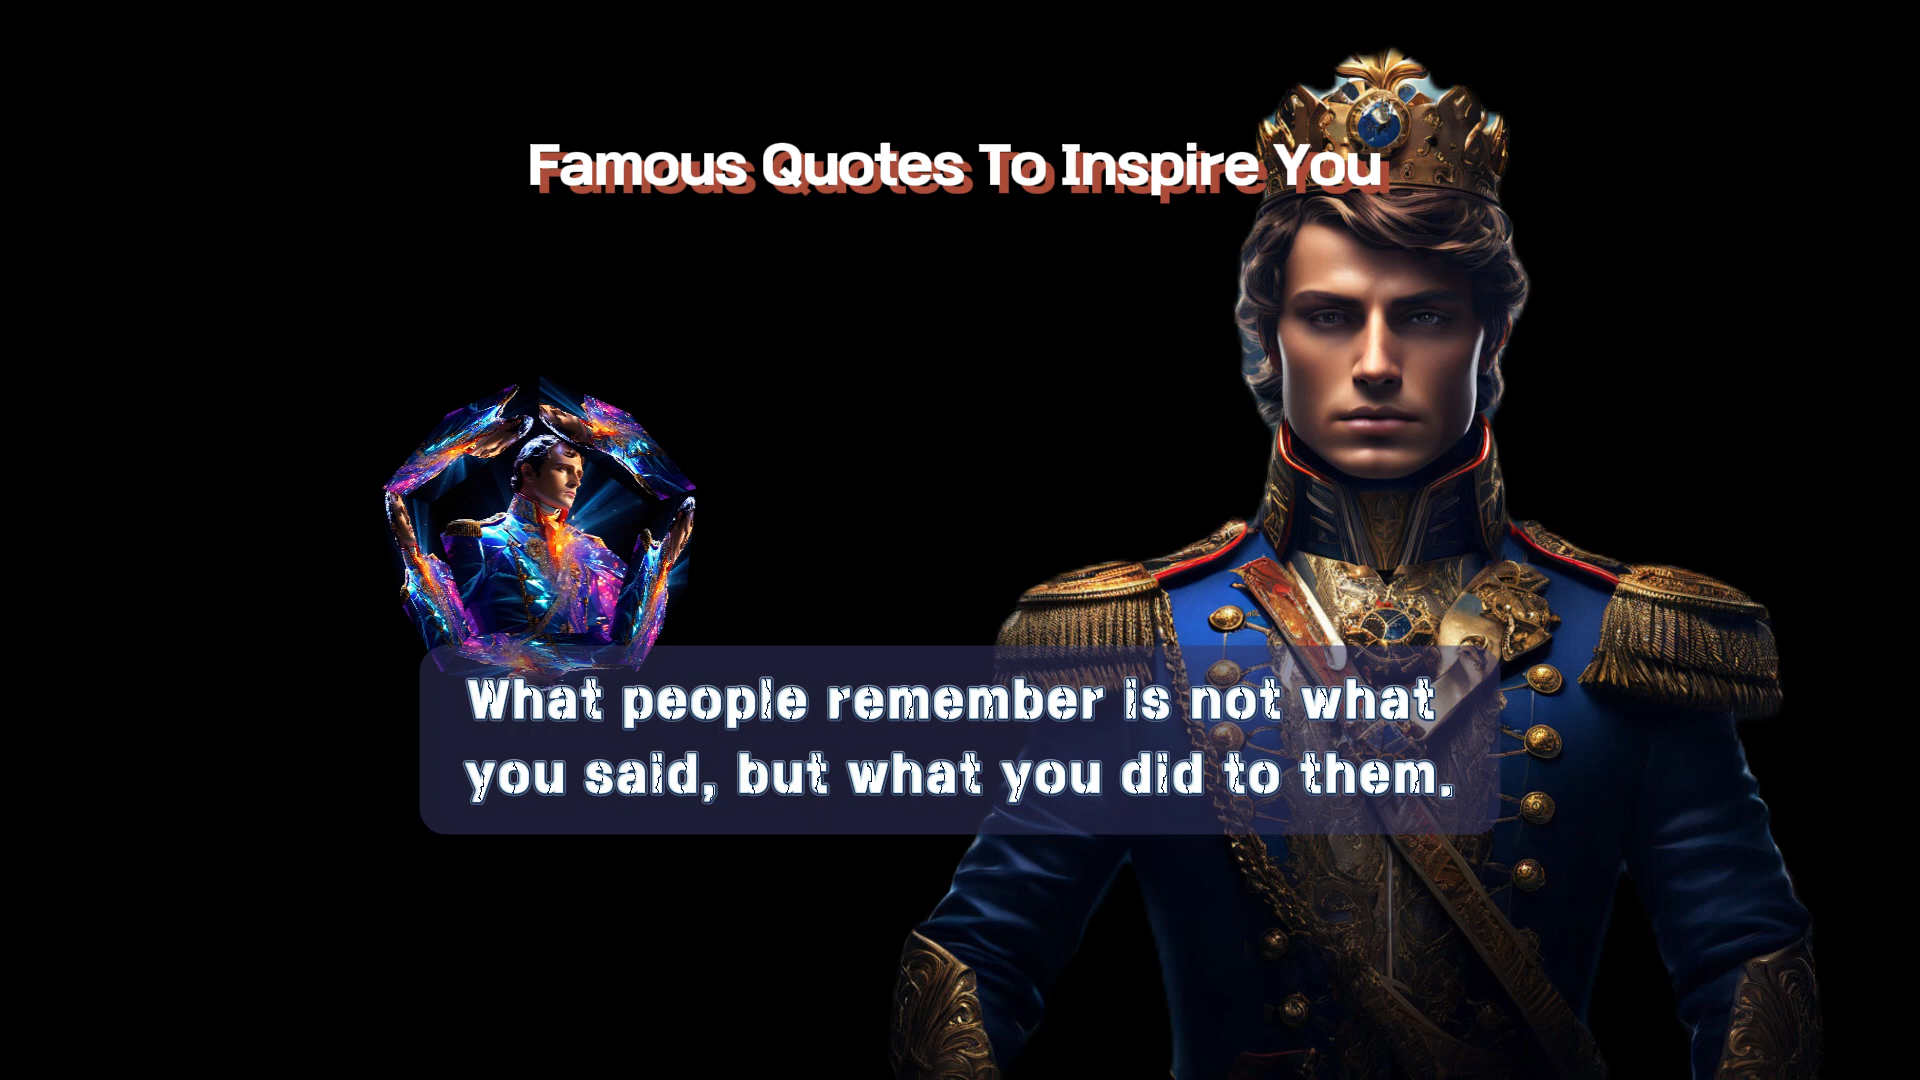 Famous Quotes To Inspire You
What people remember is not what
you said, but what you did to them.